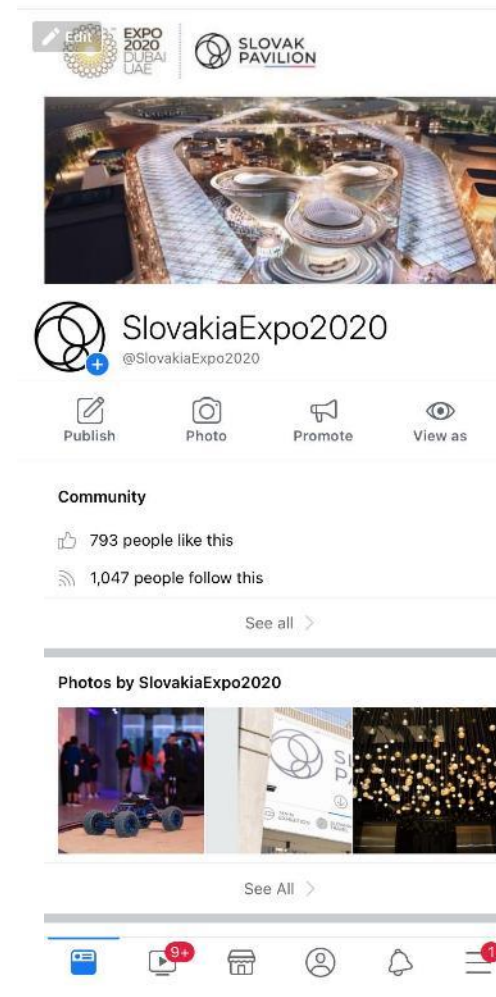 Edit
EXPO
2020
DUBAI
UAE
SLOVAK
PAVILION
SlovakiaExpo2020
@SlovakiaExpo2020
Publish
Photo
Promote
View as
Community
793 people like this
1,047 people follow this
See all
Photos by SlovakiaExpo2020
See All
9+
1